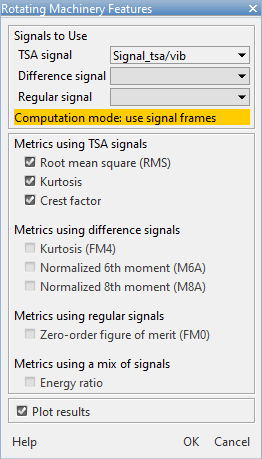 Rotating Machinery Features
Signals to Use
TSA signal Signal_tsa/vib
Difference signal
Regular signal
Computation mode: use signal frames
Metrics using TSA signals
Root mean square (RMS)
Kurtosis
Crest factor
Metrics using difference signals
Kurtosis (FM4)
Normalized 6th moment (M6A)
Normalized 8th moment (M8A)
Metrics using regular signals
Zero-order figure of merit (FM0)
Metrics using a mix of signals
Energy ratio
Plot results
Help OK Cancel